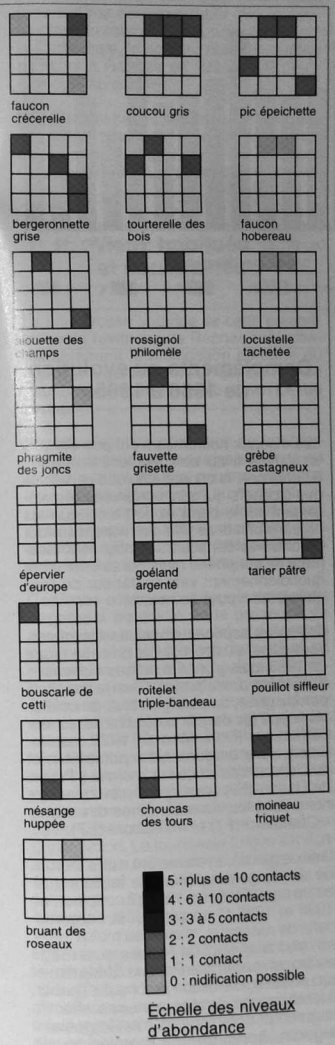 faucon
crécerelle
coucou gris
pic épeichette
bergeronnette
grise
tourterelle des
bois
faucon
hobereau
alouette des
champs
rossignol
philomèle
locustelle
tachetée
phragmite
des joncs
fauvette
grisette
grèbe
castagneux
épervier
d'europe
goéland
argenté
tarier pâtre
bouscarle de
cetti
roitelet
triple-bandeau
pouillot siffleur
mésange
huppée
choucas
des tours
moineau
friquet
bruant des
roseaux
5 : plus de 10 contacts
4 : 6 à 10 contacts
3 : 3 à 5 contacts
2 : 2 contacts
1 : 1 contact
0 : nidification possible
Échelle des niveaux
d'abondance